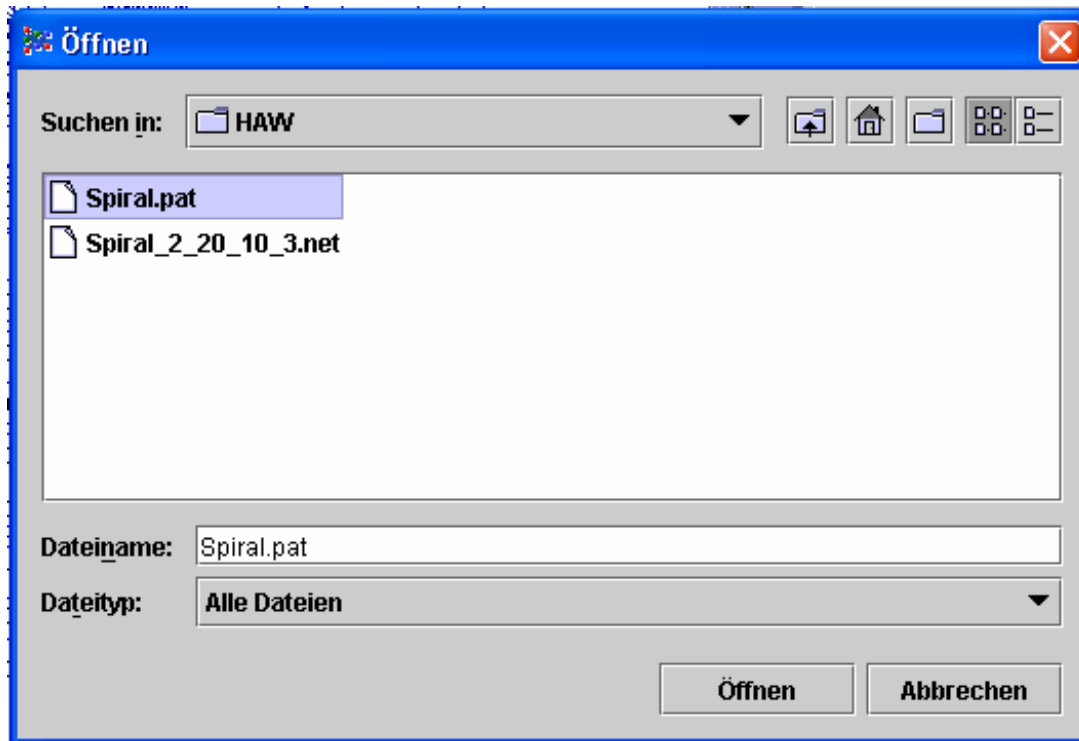 Öffnen
Suchen in: HAW
Spiral.pat
Spiral_2_20_10_3.net
Dateiname: Spiral.pat
Dateityp: Alle Dateien
Öffnen Abbrechen